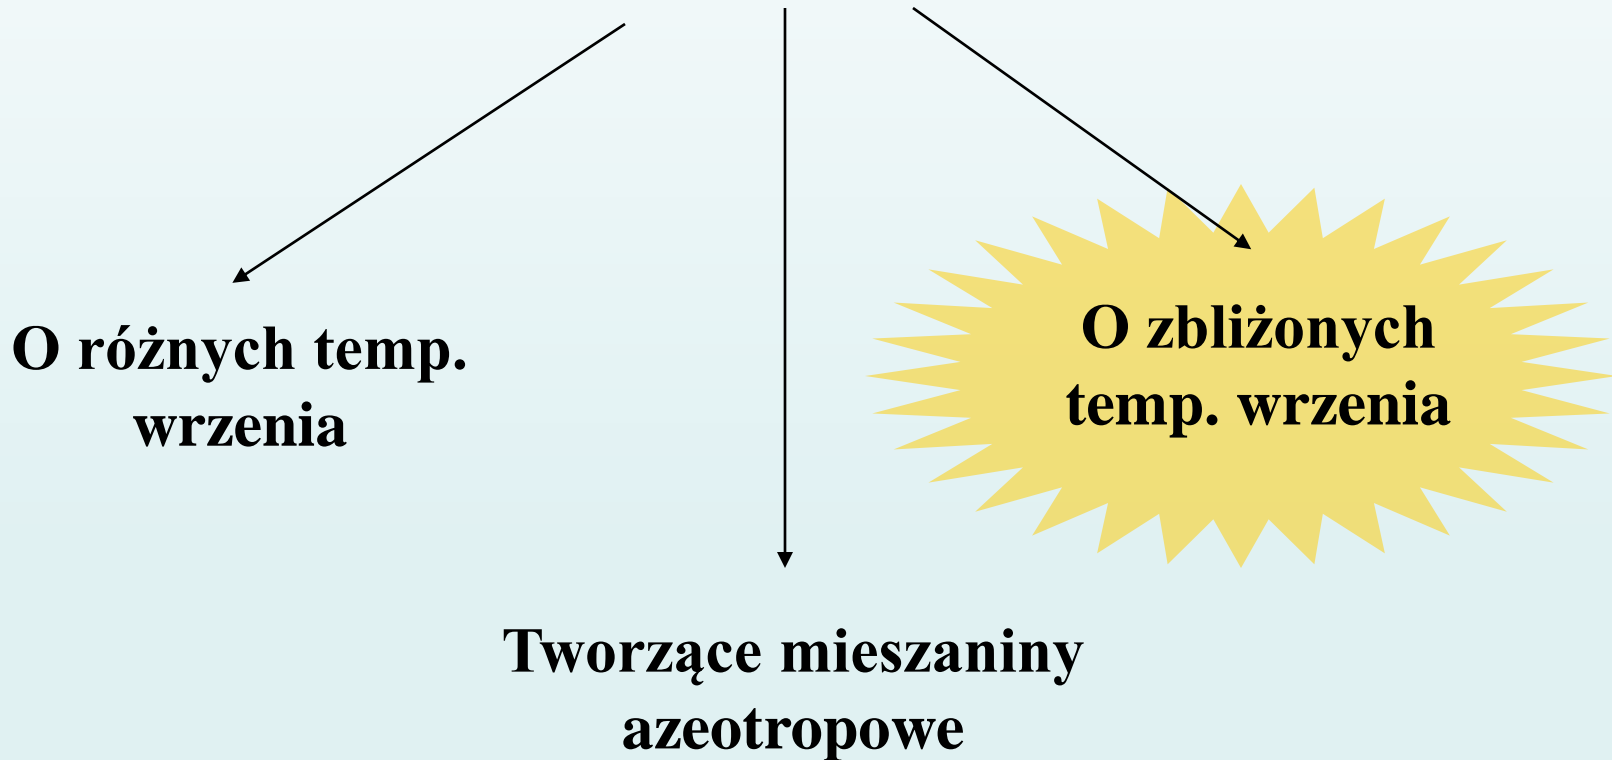 O różnych temp.
wrzenia
O zbliżonych
temp. wrzenia
Tworzące mieszaniny
azeotropowe